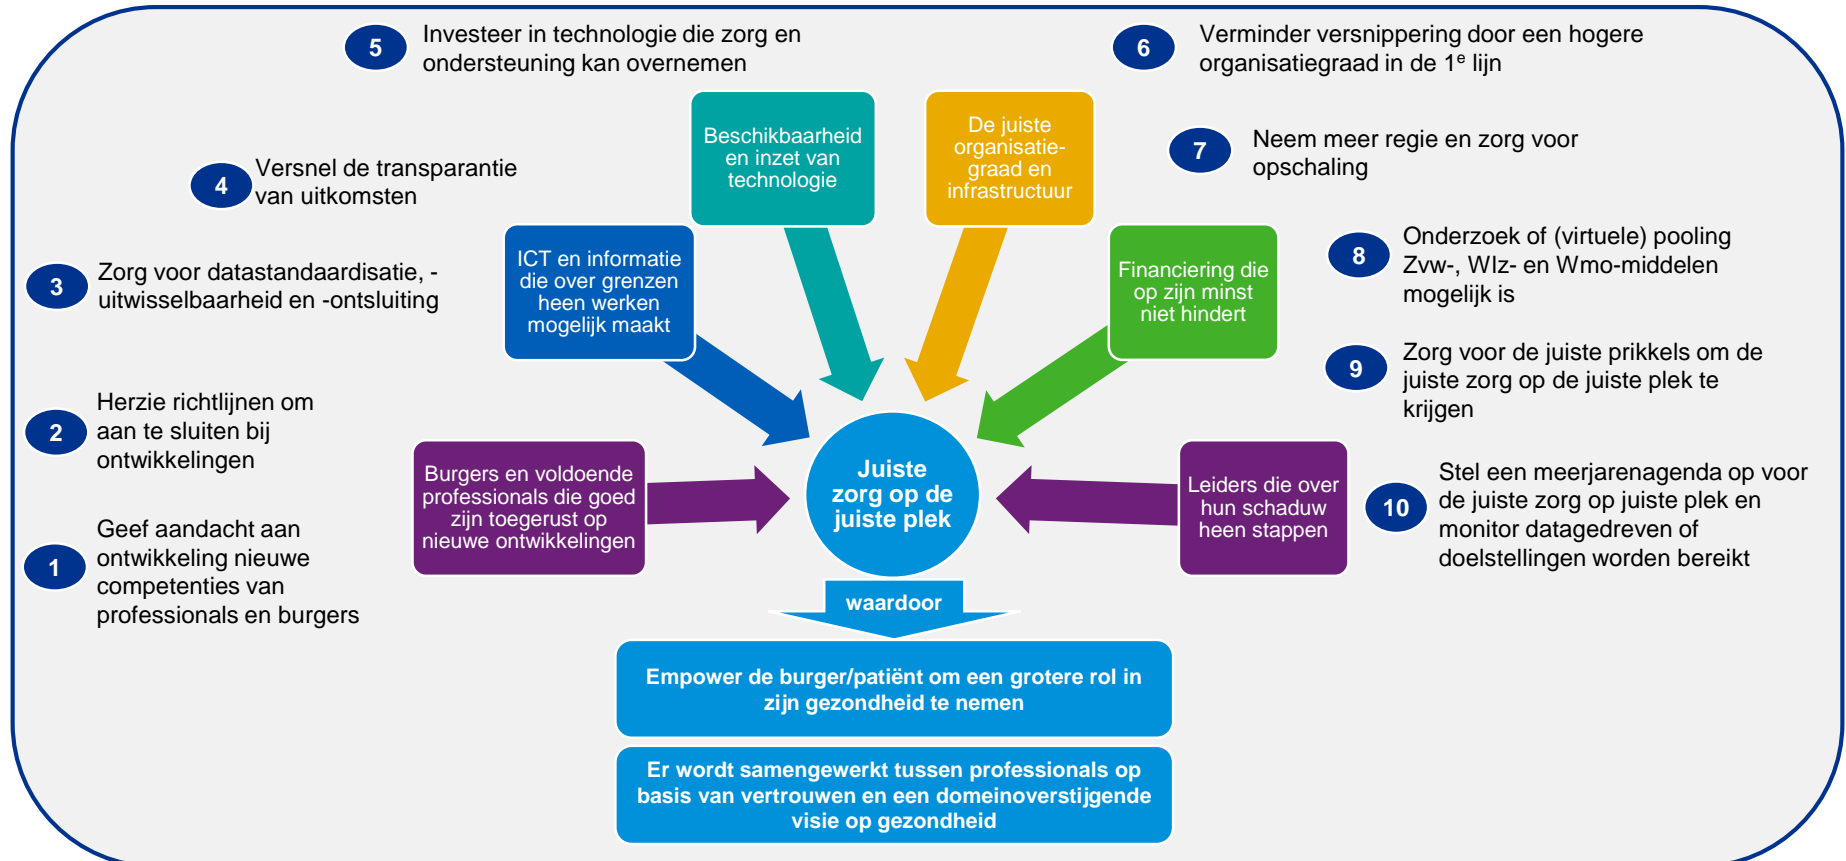 5
Investeer in technologie die zorg en
ondersteuning kan overnemen
6
Verminder versnippering door een hogere
organisatiegraad in de 1e lijn
Beschikbaarheid
en inzet van
technologie
De juiste
organisatie-
graad en
infrastructuur
7
Neem meer regie en zorg voor
opschaling
4
Versnel de transparantie
van uitkomsten
ICT en informatie
die over grenzen
heen werken
mogelijk maakt
Financiering die
op zijn minst
niet hindert
8
Onderzoek of (virtuele) pooling
Zvw-, Wlz- en Wmo-middelen
mogelijk is
3
Zorg voor datastandaardisatie, -
uitwisselbaarheid en -ontsluiting
9
Zorg voor de juiste prikkels om de
juiste zorg op de juiste plek te
krijgen
2
Herzie richtlijnen om
aan te sluiten bij
ontwikkelingen
Burgers en voldoende
professionals die goed
zijn toegerust op
nieuwe ontwikkelingen
Juiste
zorg op de
juiste plek
Leiders die over
hun schaduw
heen stappen
10
Stel een meerjarenagenda op voor
de juiste zorg op juiste plek en
monitor datagedreven of
doelstellingen worden bereikt
1
Geef aandacht aan
ontwikkeling nieuwe
competenties van
professionals en burgers
waardoor
Empower de burger/patiënt om een grotere rol in
zijn gezondheid te nemen
Er wordt samengewerkt tussen professionals op
basis van vertrouwen en een domeinoverstijgende
visie op gezondheid